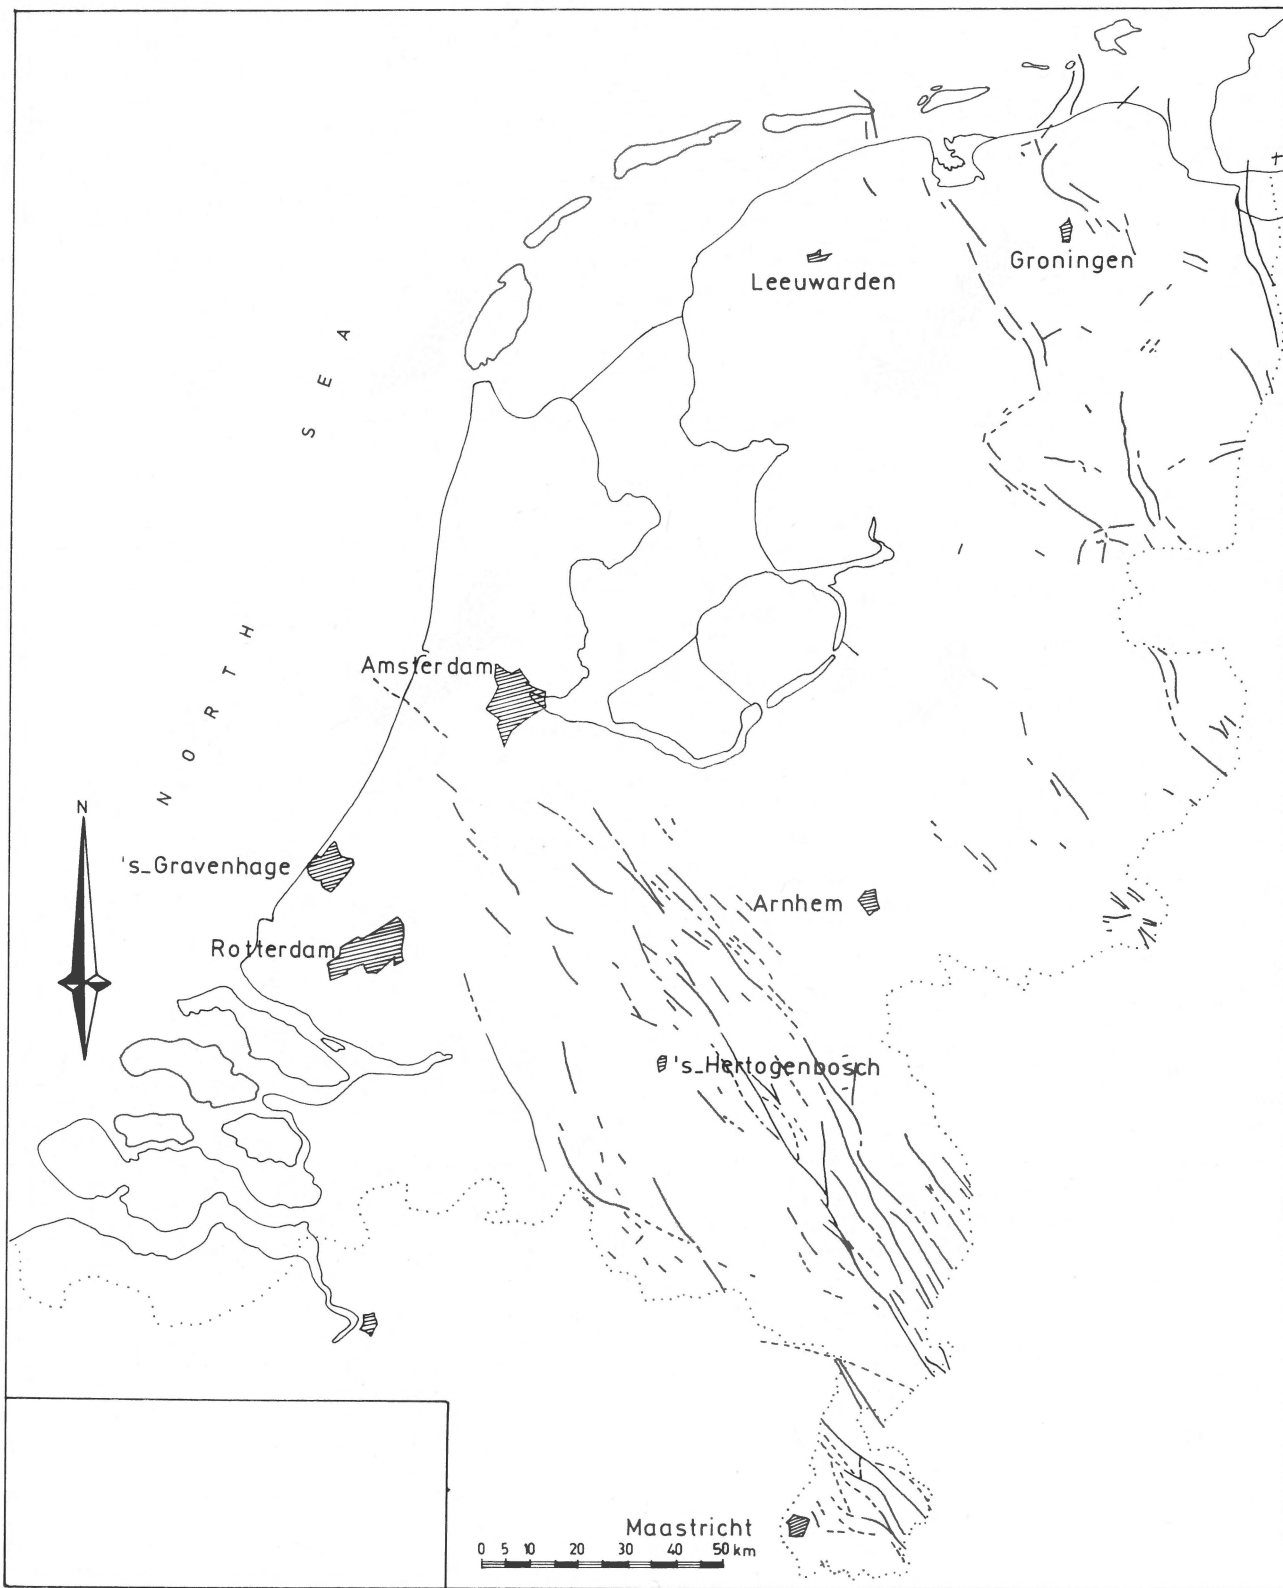 Leeuwarden
Groningen
NORTH SEA
Amsterdam
N
's_Gravenhage
Arnhem
Rotterdam
's_Hertogenbosch
Maastricht
0 5 10 20 30 40 50 km